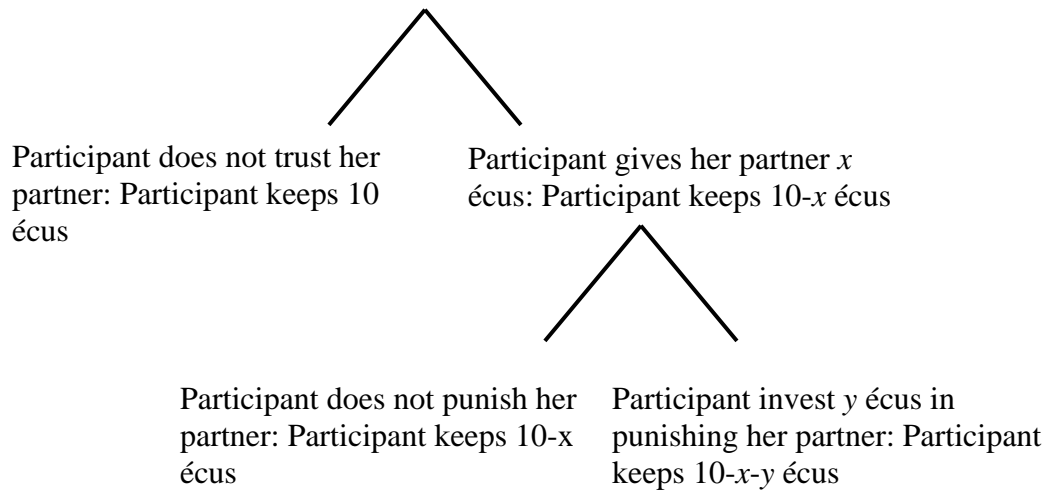 Participant does not trust her
partner: Participant keeps 10
écus
Participant gives her partner x
écus: Participant keeps 10-x écus
Participant does not punish her
partner: Participant keeps 10-x
écus
Participant invest y écus in
punishing her partner: Participant
keeps 10-x-y écus